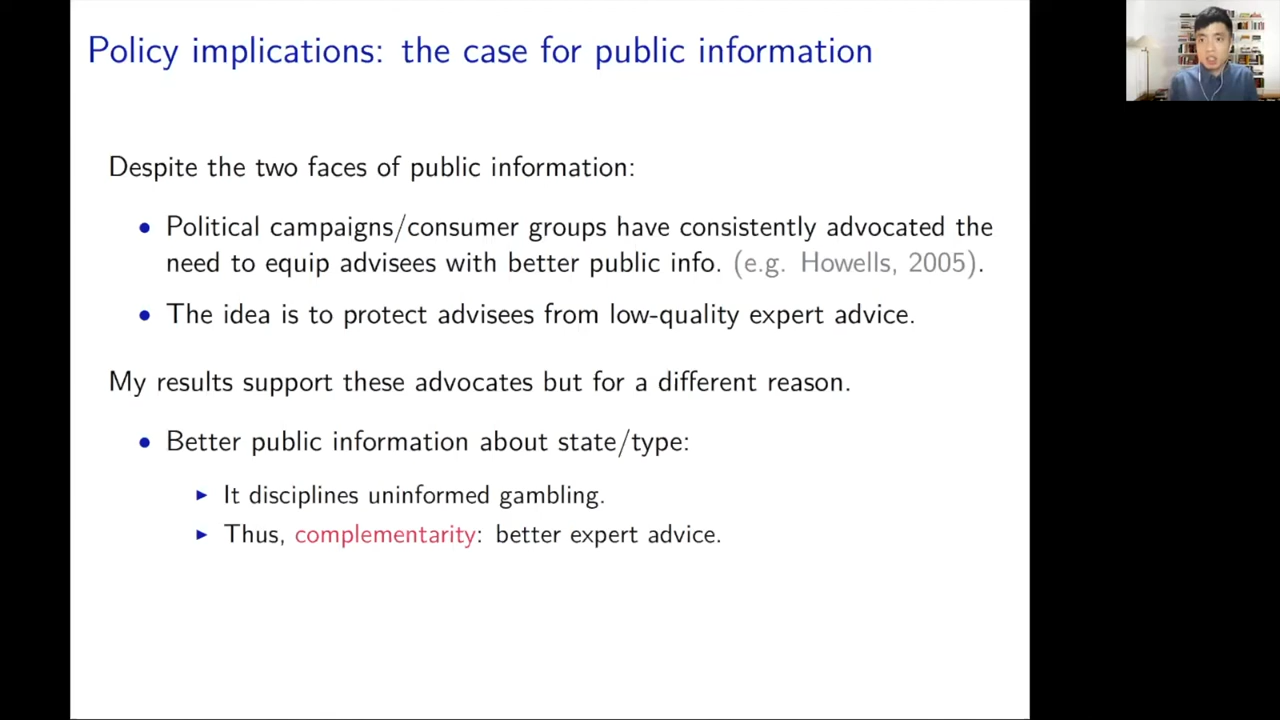 Policy implications: the case for public information
Despite the two faces of public information:
• Political campaigns/consumer groups have consistently advocated the
need to equip advisees with better public info. (e.g. Howells, 2005).
• The idea is to protect advisees from low-quality expert advice.
My results support these advocates but for a different reason.
• Better public information about state/type:
▶ It disciplines uninformed gambling.
▶ Thus, complementarity: better expert advice.